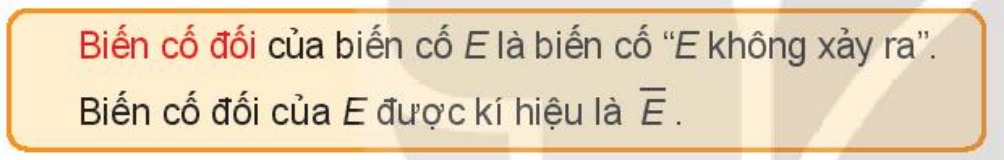 Biến cố đối của biến cố E là biến cố “E không xảy ra”.
Biến cố đối của E được kí hiệu là E̅ .